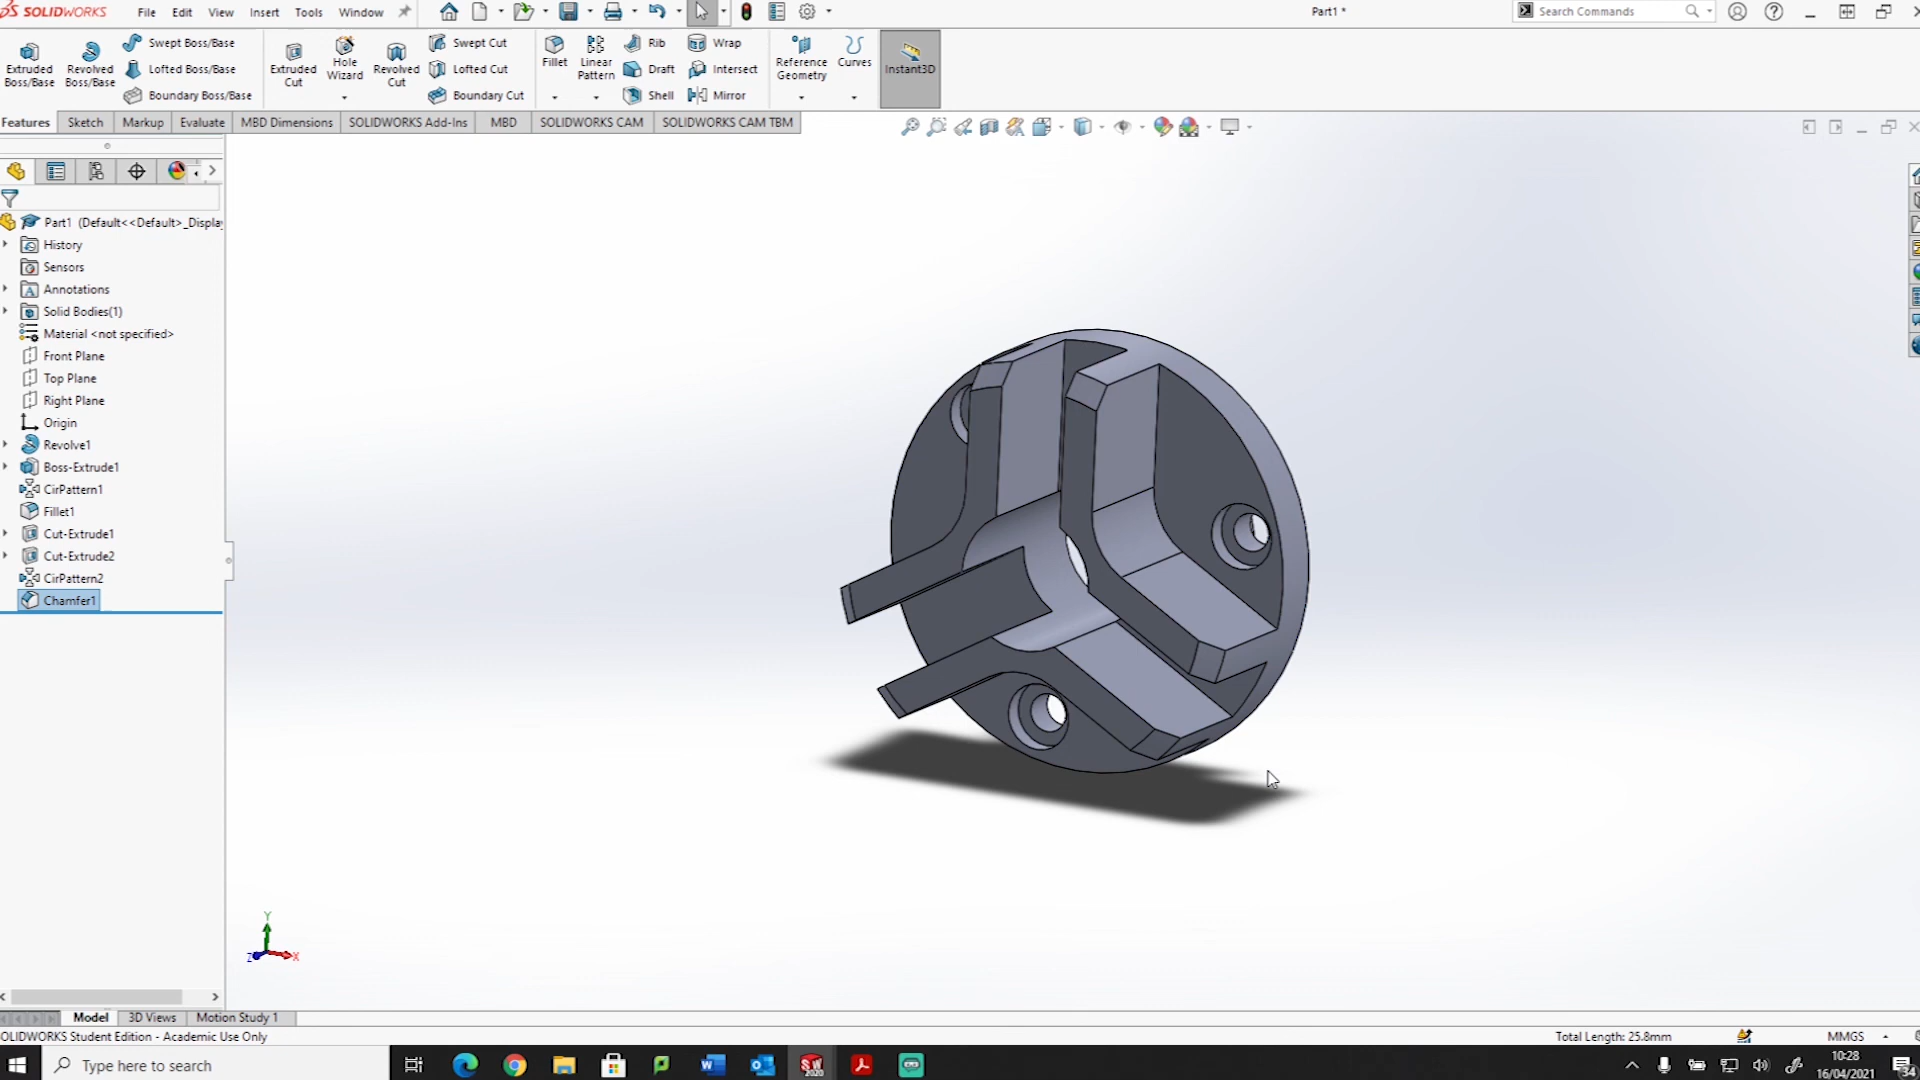 SOLIDWORKS File Edit View Insert Tools Window Part1 * Search Commands
Extruded Boss/Base
Revolved Boss/Base
Swept Boss/Base
Lofted Boss/Base
Boundary Boss/Base
Extruded Cut
Hole Wizard
Revolved Cut
Swept Cut
Lofted Cut
Boundary Cut
Fillet
Linear Pattern
Rib
Draft
Shell
Wrap
Intersect
Mirror
Reference Geometry
Curves
Instant3D
Features Sketch Markup Evaluate MBD Dimensions SOLIDWORKS Add-Ins MBD SOLIDWORKS CAM SOLIDWORKS CAM TBM
Part1 (Default<<Default>_Display
History
Sensors
Annotations
Solid Bodies(1)
Material <not specified>
Front Plane
Top Plane
Right Plane
Origin
Revolve1
Boss-Extrude1
CirPattern1
Fillet1
Cut-Extrude1
Cut-Extrude2
CirPattern2
Chamfer1
Y
Z X
Model 3D Views Motion Study 1
OLIDWORKS Student Edition - Academic Use Only Total Length: 25.8mm MMGS
Type here to search
10:28
16/04/2021
34